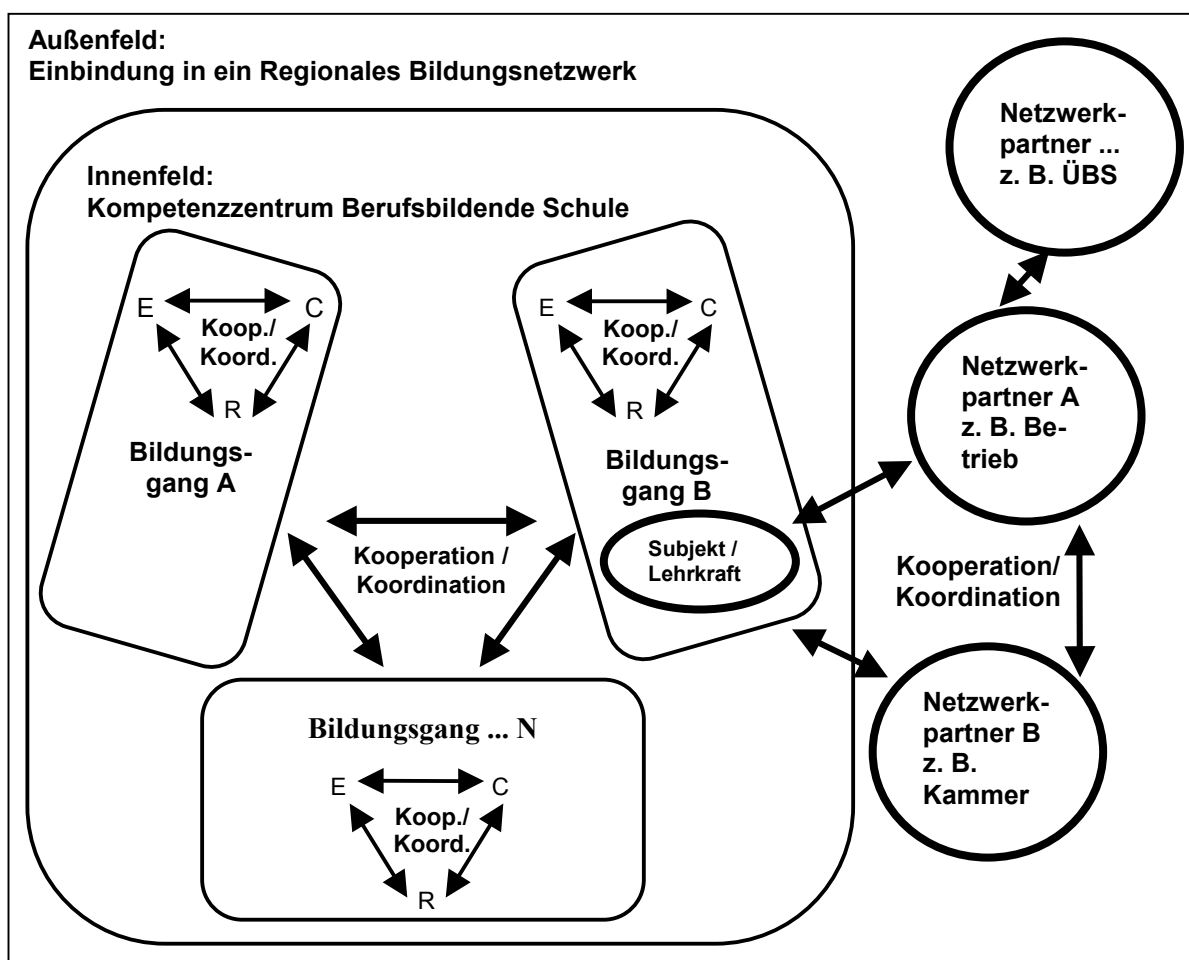 Außenfeld:
Einbindung in ein Regionales Bildungsnetzwerk
Innenfeld:
Kompetenzzentrum Berufsbildende Schule
E
C
Koop./
Koord.
R
Bildungs-
gang A
E
C
Koop./
Koord.
R
Bildungs-
gang B
Subjekt /
Lehrkraft
Kooperation /
Koordination
Bildungsgang ... N
E
C
Koop./
Koord.
R
Netzwerk-
partner ...
z. B. ÜBS
Netzwerk-
partner A
z. B. Be-
trieb
Kooperation/
Koordination
Netzwerk-
partner B
z. B.
Kammer